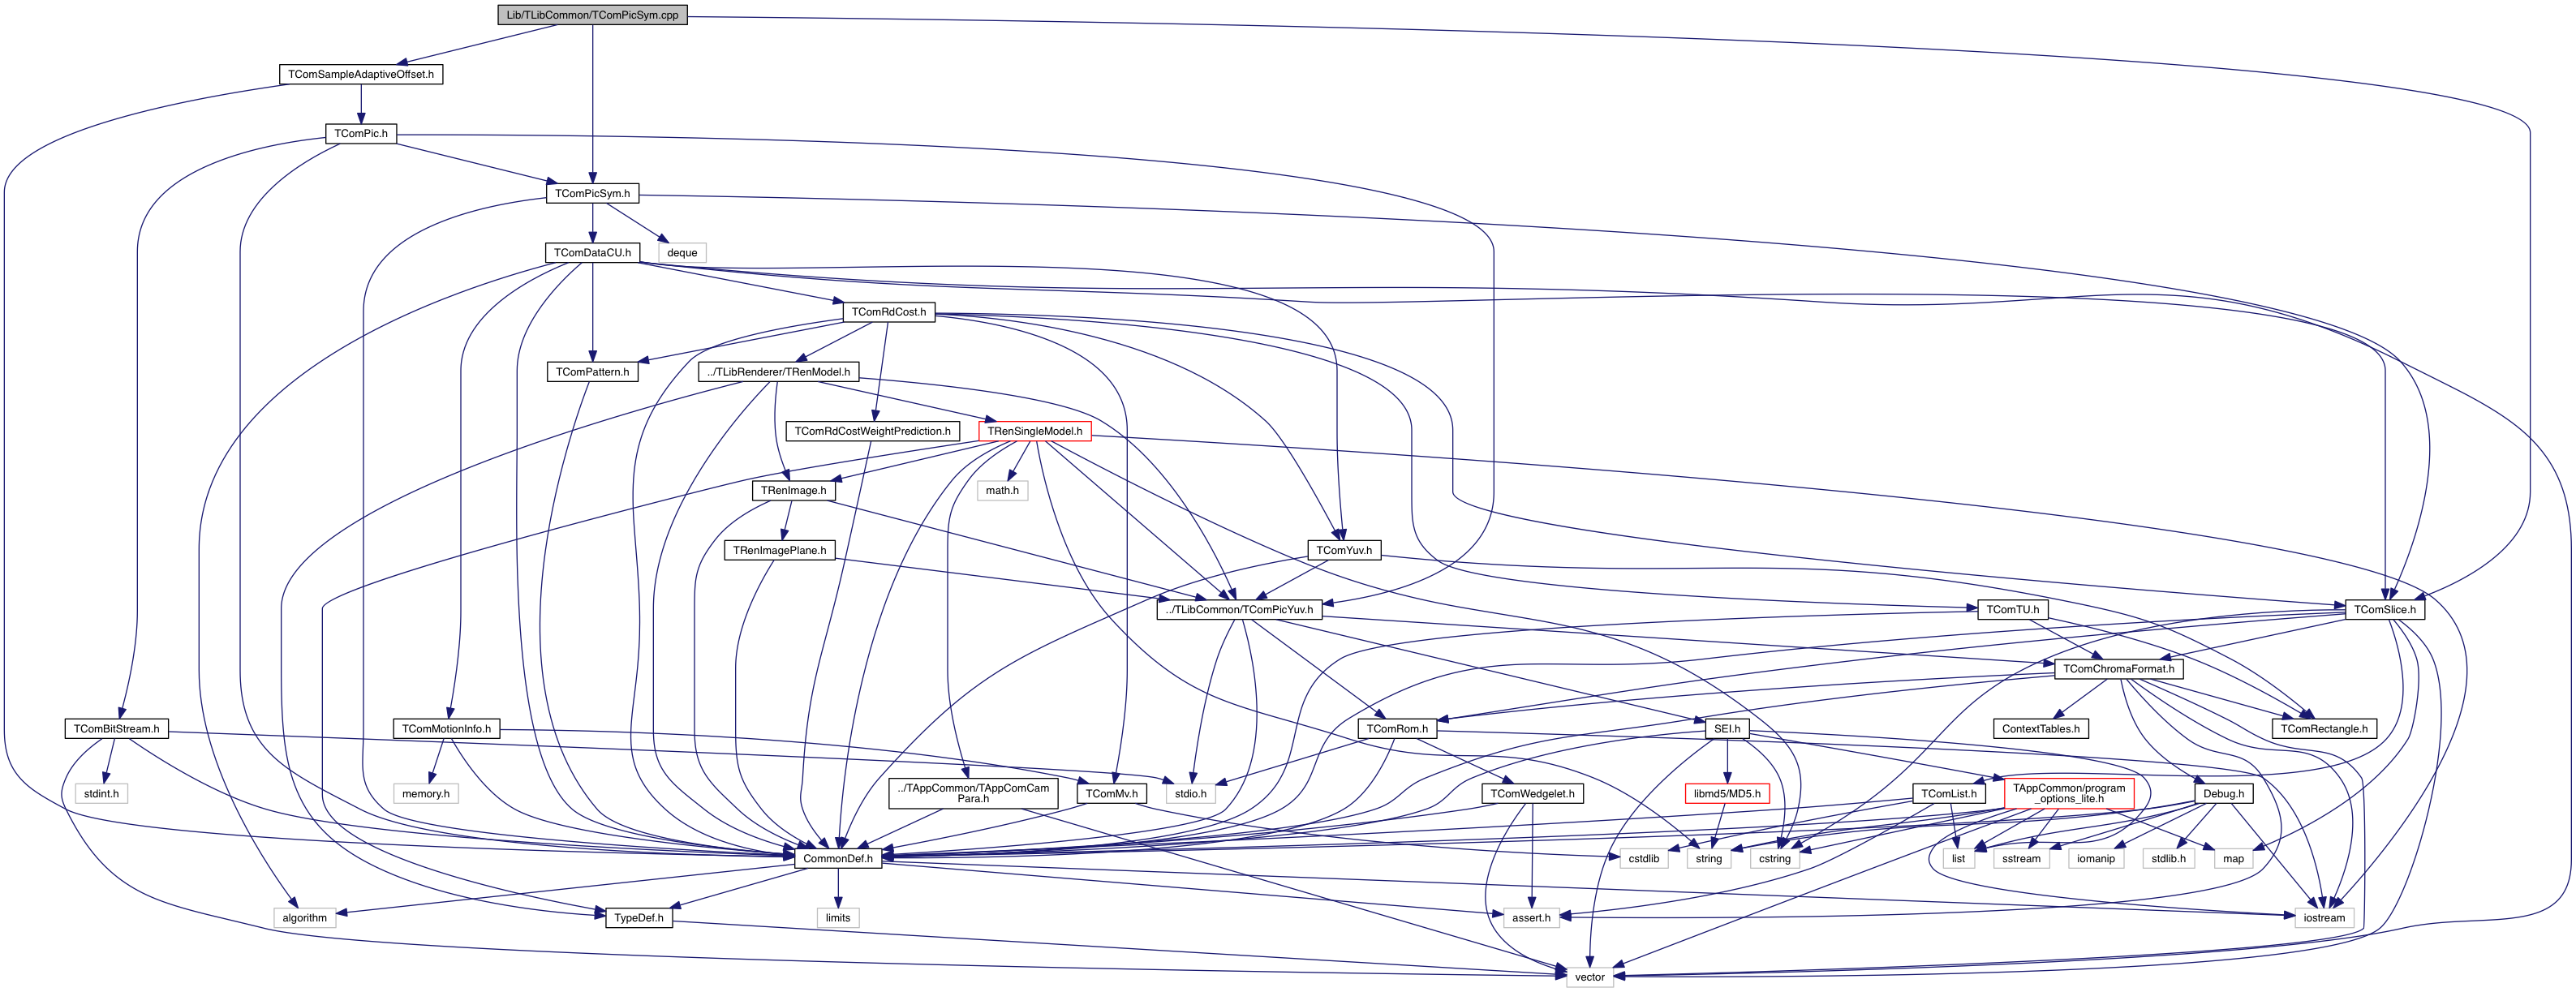 Lib/TLibCommon/TComPicSym.cpp
TComSampleAdaptiveOffset.h
TComPic.h
TComPicSym.h
TComDataCU.h
deque
TComRdCost.h
TComPattern.h
../TLibRenderer/TRenModel.h
TComRdCostWeightPrediction.h
TRenSingleModel.h
TRenImage.h
math.h
TRenImagePlane.h
TComYuv.h
../TLibCommon/TComPicYuv.h
TComTU.h
TComSlice.h
TComChromaFormat.h
TComBitStream.h
TComMotionInfo.h
TComRom.h
SEI.h
ContextTables.h
TComRectangle.h
stdint.h
memory.h
../TAppCommon/TAppComCam
Para.h
TComMv.h
stdio.h
TComWedgelet.h
libmd5/MD5.h
TComList.h
TAppCommon/program
_options_lite.h
Debug.h
CommonDef.h
cstdlib
string
cstring
list
sstream
iomanip
stdlib.h
map
algorithm
TypeDef.h
limits
assert.h
iostream
vector